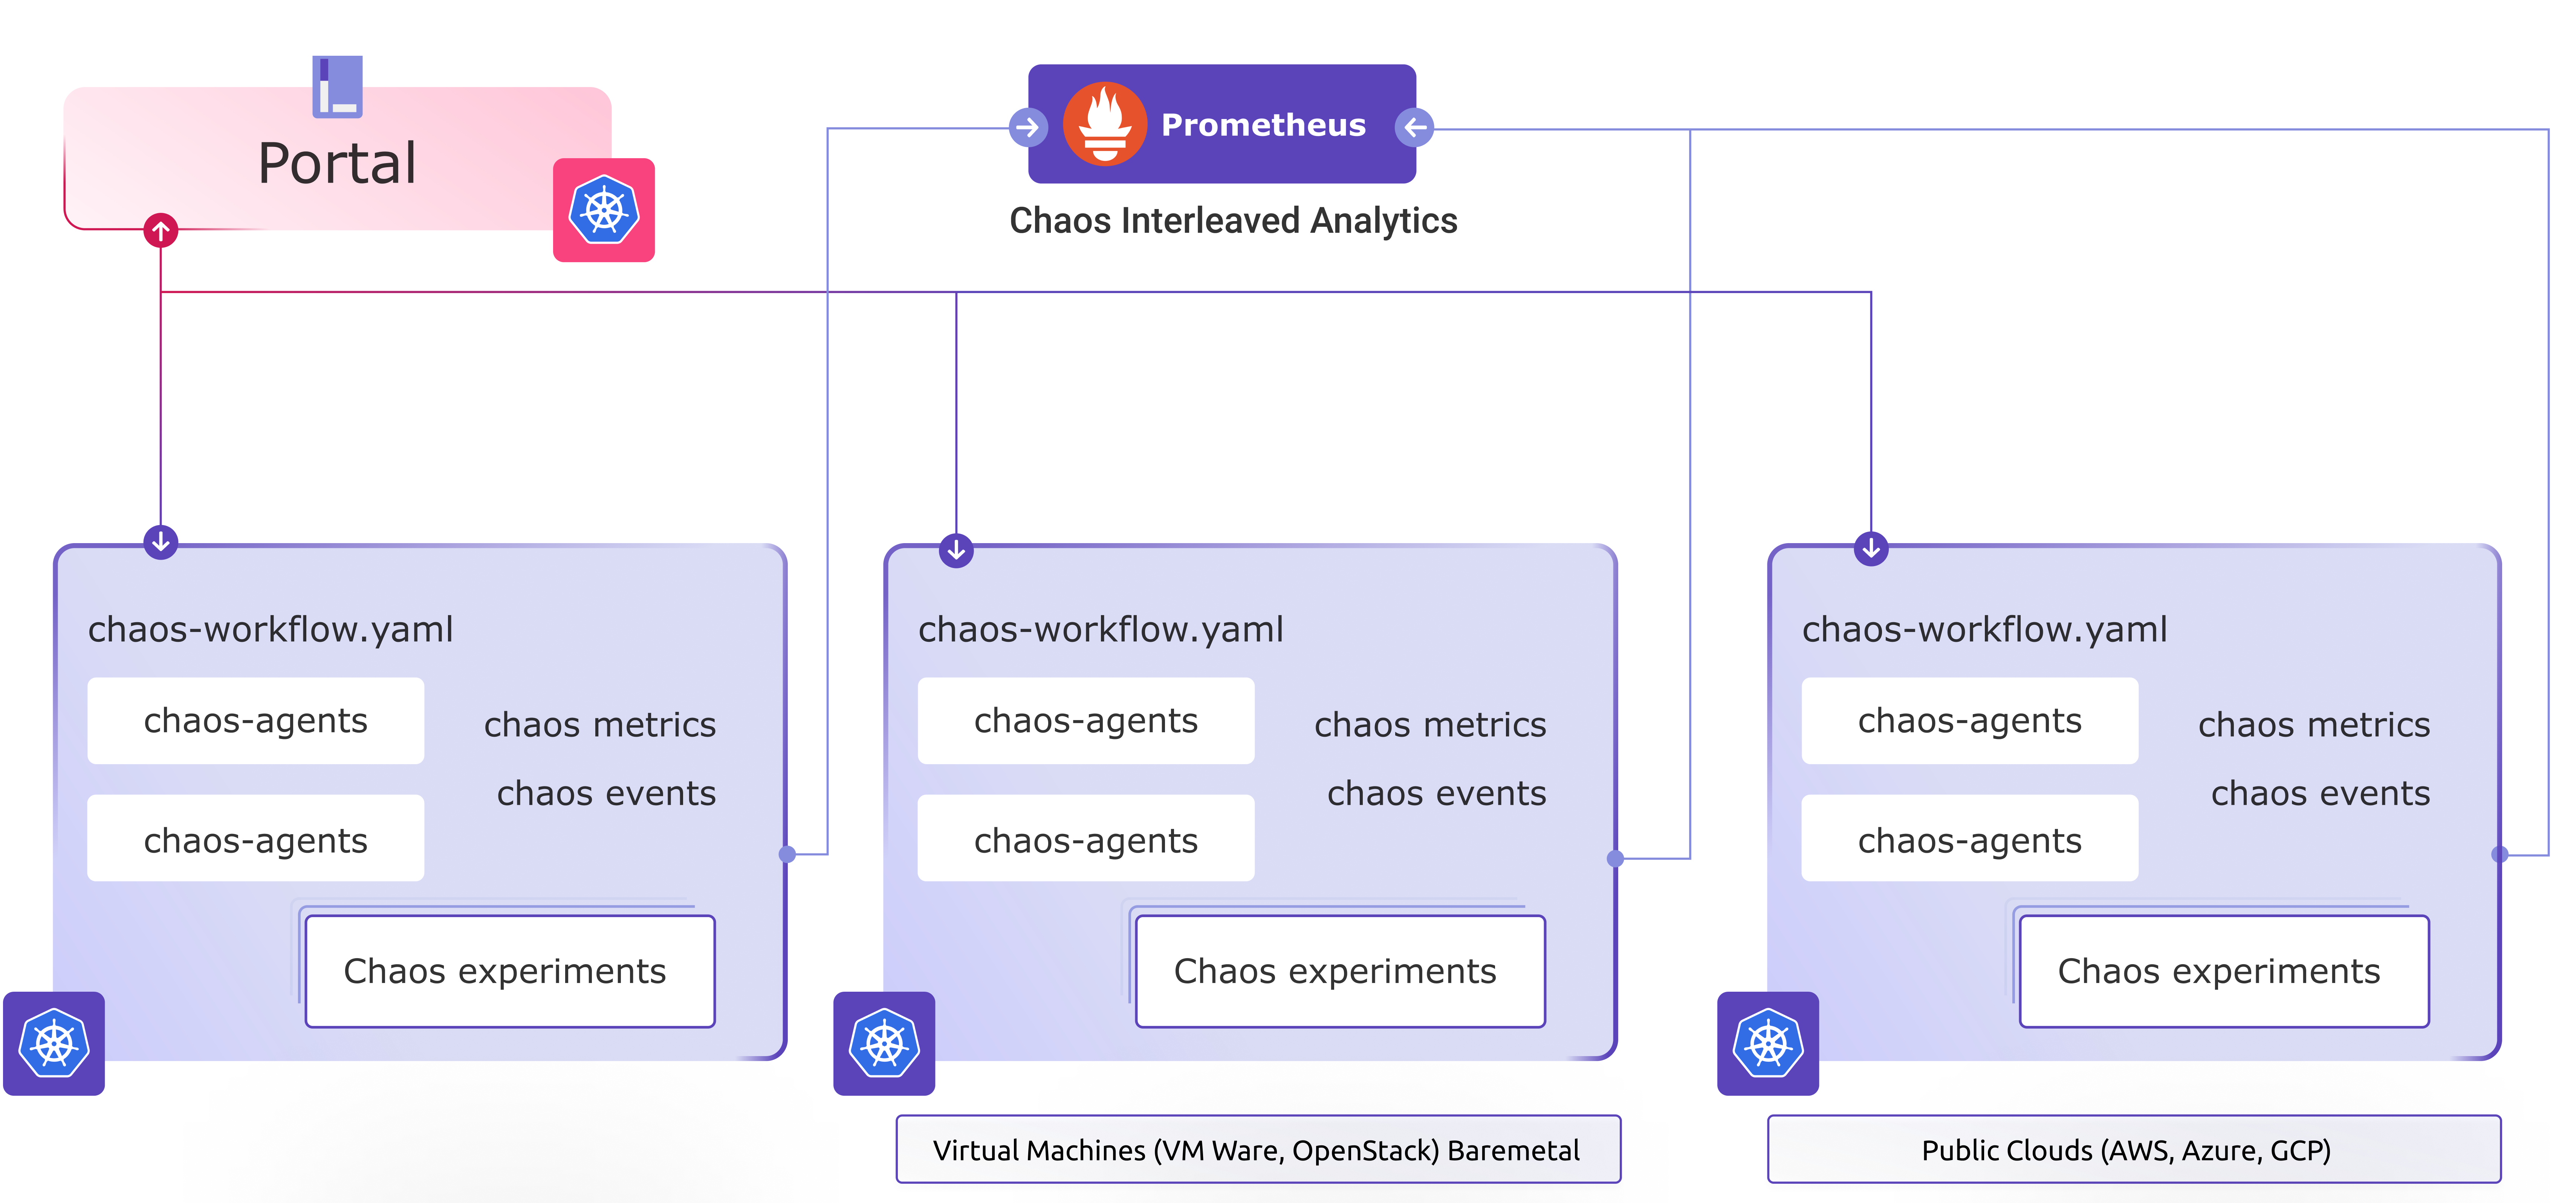 Portal
Prometheus
Chaos Interleaved Analytics
chaos-workflow.yaml
chaos-agents
chaos metrics
chaos events
chaos-agents
Chaos experiments
chaos-workflow.yaml
chaos-agents
chaos metrics
chaos events
chaos-agents
Chaos experiments
Virtual Machines (VM Ware, OpenStack) Baremetal
chaos-workflow.yaml
chaos-agents
chaos metrics
chaos events
chaos-agents
Chaos experiments
Public Clouds (AWS, Azure, GCP)